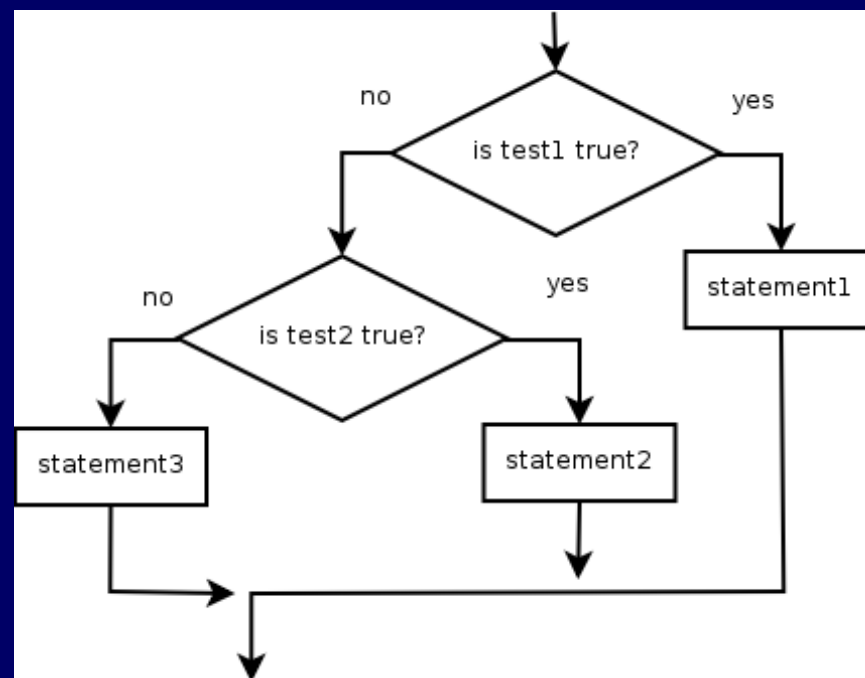 no
yes
is test1 true?
no
yes
statement1
is test2 true?
statement3
statement2